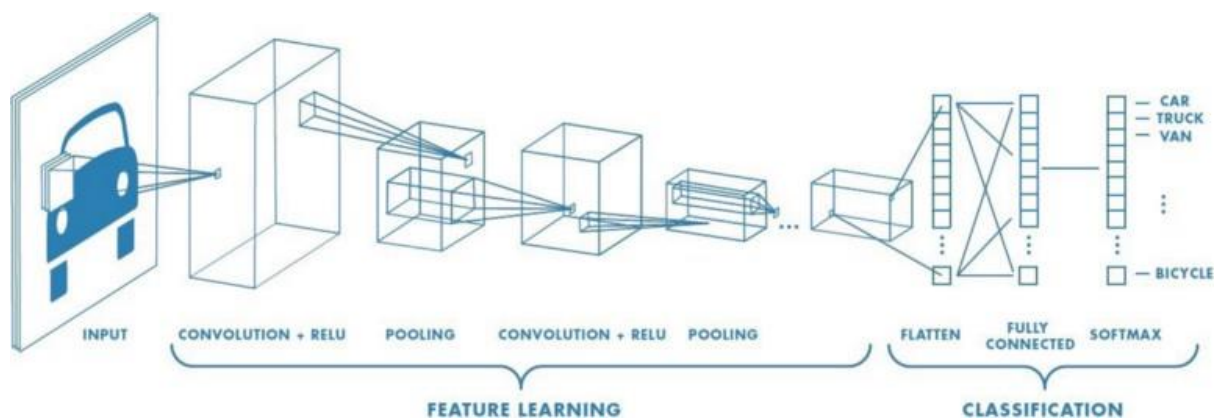 CAR
TRUCK
VAN
BICYCLE
INPUT
CONVOLUTION + RELU
POOLING
CONVOLUTION + RELU
POOLING
FLATTEN
FULLY
CONNECTED
SOFTMAX
FEATURE LEARNING
CLASSIFICATION